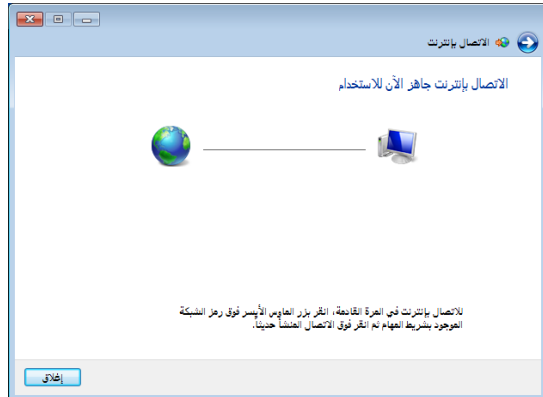 الاتصال بإنترنت
الاتصال بإنترنت جاهز الآن للاستخدام
للاتصال بإنترنت في المرة القادمة، انقر بزر الماوس الأيسر فوق رمز الشبكة
الموجود بشريط المهام ثم انقر فوق الاتصال المنشأ حديثاً.
إغلاق